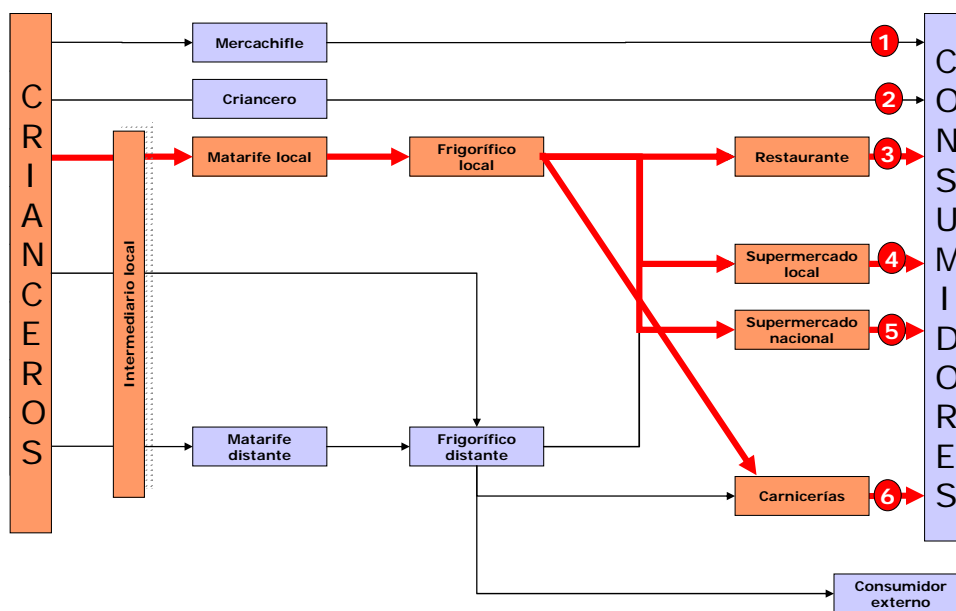 CRIANCEROS
Mercachifle
1
Criancero
2
Intermediario local
Matarife local
Frigorífico
local
Restaurante
3
Supermercado
local
4
Supermercado
nacional
5
Matarife
distante
Frigorífico
distante
Carnicerías
6
Consumidor
externo
CONSUMIDORES